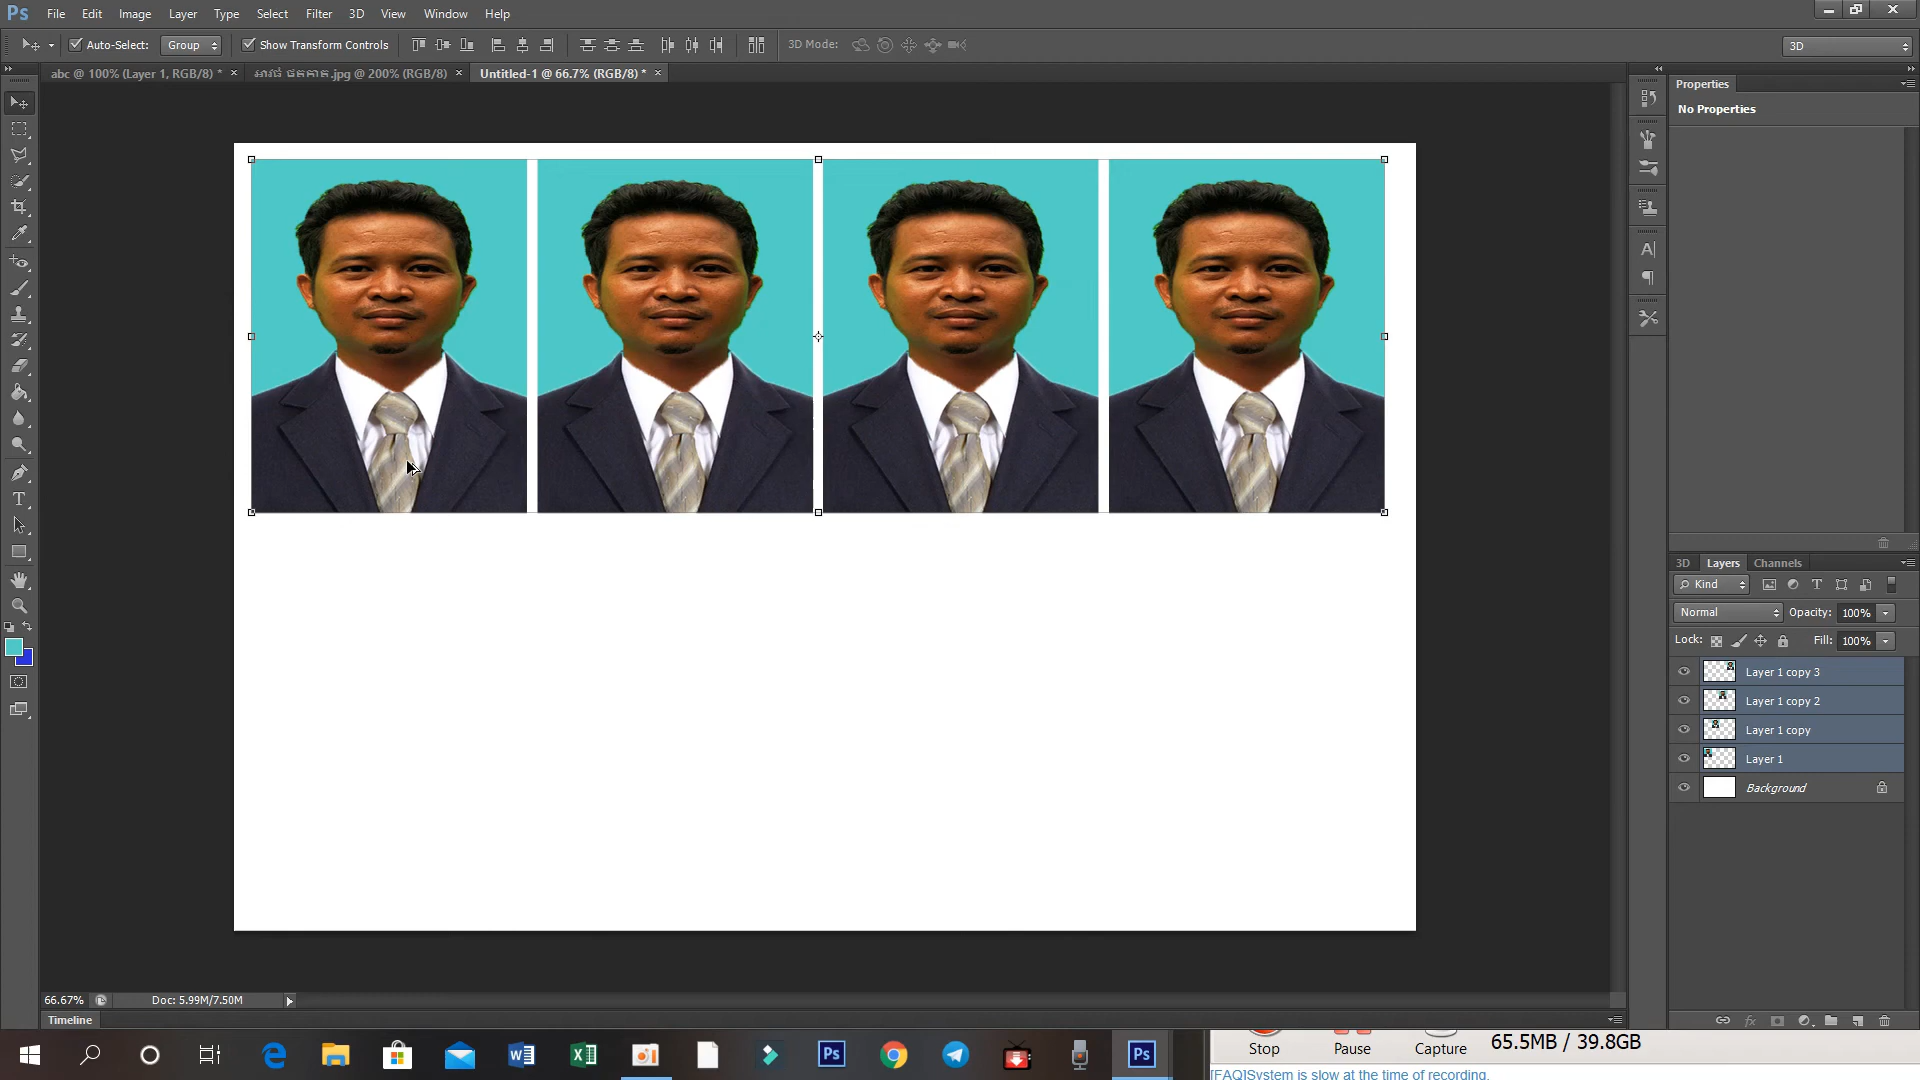 Ps File Edit Image Layer Type Select Filter 3D View Window Help
Auto-Select: Group Show Transform Controls 3D Mode: 3D
abc @ 100% (Layer 1, RGB/8) * × .jpg @ 200% (RGB/8) × Untitled-1 @ 66.7% (RGB/8) * ×
Properties
No Properties
3D Layers Channels
Kind
Normal Opacity: 100%
Lock: Fill: 100%
Layer 1 copy 3
Layer 1 copy 2
Layer 1 copy
Layer 1
Background
66.67% Doc: 5.99M/7.50M
Timeline
Stop Pause Capture 65.5MB / 39.8GB
[FAQ]System is slow at the time of recording.